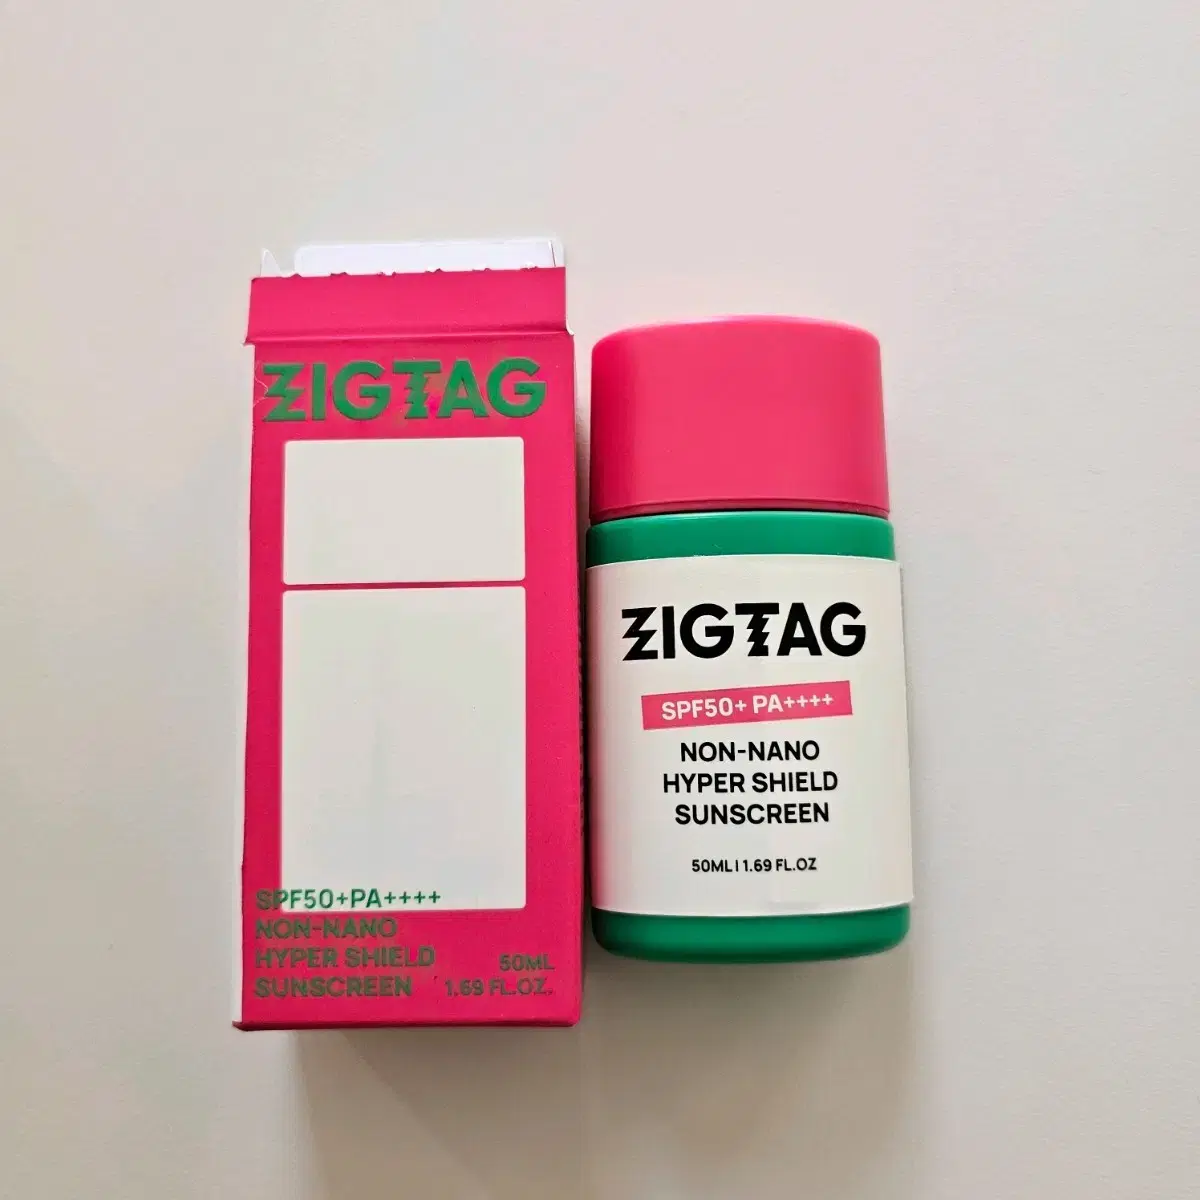 ZIGTAG
SPF50+PA++++
NON-NANO
HYPER SHIELD
SUNSCREEN
50ML
1.69 FL.OZ.
ZIGTAG
SPF50+ PA++++
NON-NANO
HYPER SHIELD
SUNSCREEN
50ML | 1.69 FL.OZ